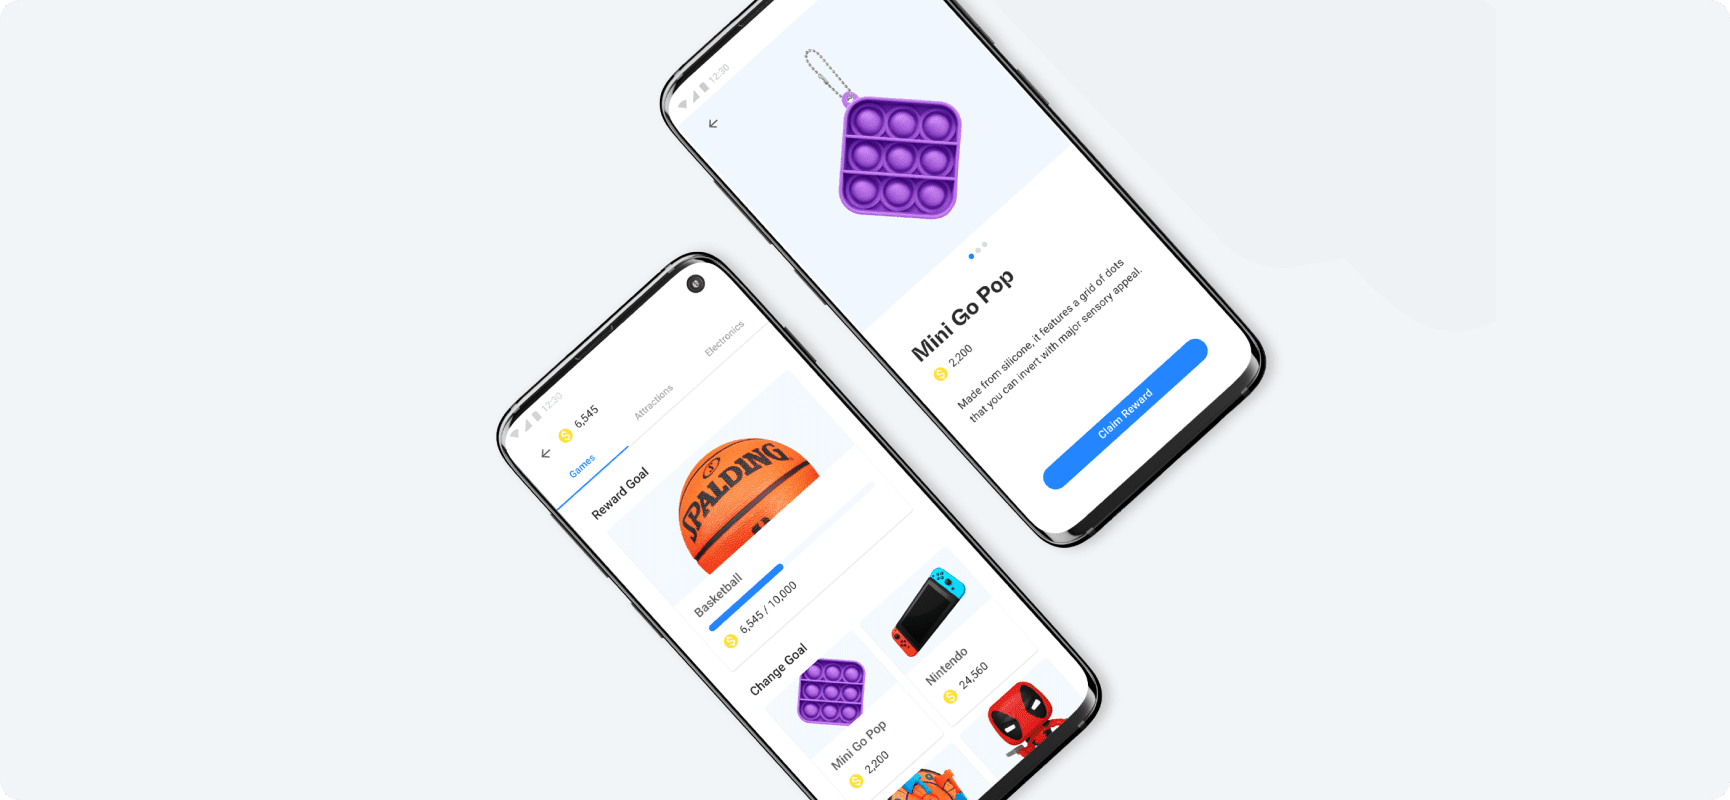 12:30
Mini Go Pop
2,200
Made from silicone, it features a grid of dots
that you can invert with major sensory appeal.
Claim Reward
12:30
6,545
Games
Attractions
Electronics
Reward Goal
SPALDING
Basketball
6,545 / 10,000
Change Goal
Mini Go Pop
2,200
Nintendo
24,560